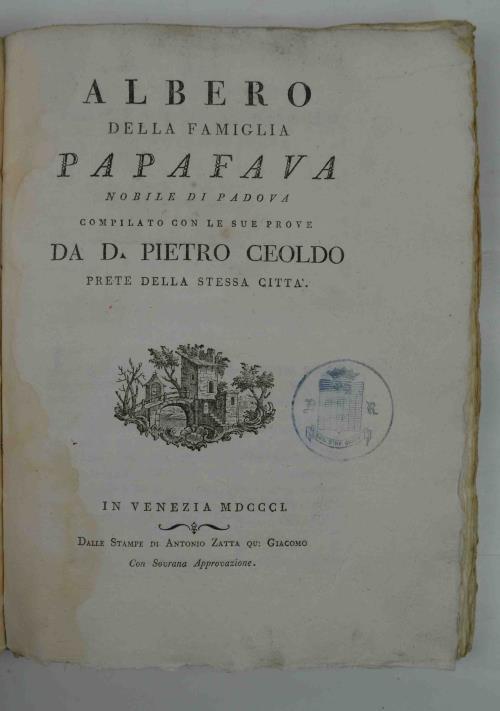 ALBERO
DELLA FAMIGLIA
PAPAFAVA
NOBILE DI PADOVA
COMPILATO CON LE SUE PROVE
DA D. PIETRO CEOLDO
PRETE DELLA STESSA CITTA'.
IN VENEZIA MDCCCI.
DALLE STAMPE DI ANTONIO ZATTA QU: GIACOMO
Con Sovrana Approvazione.